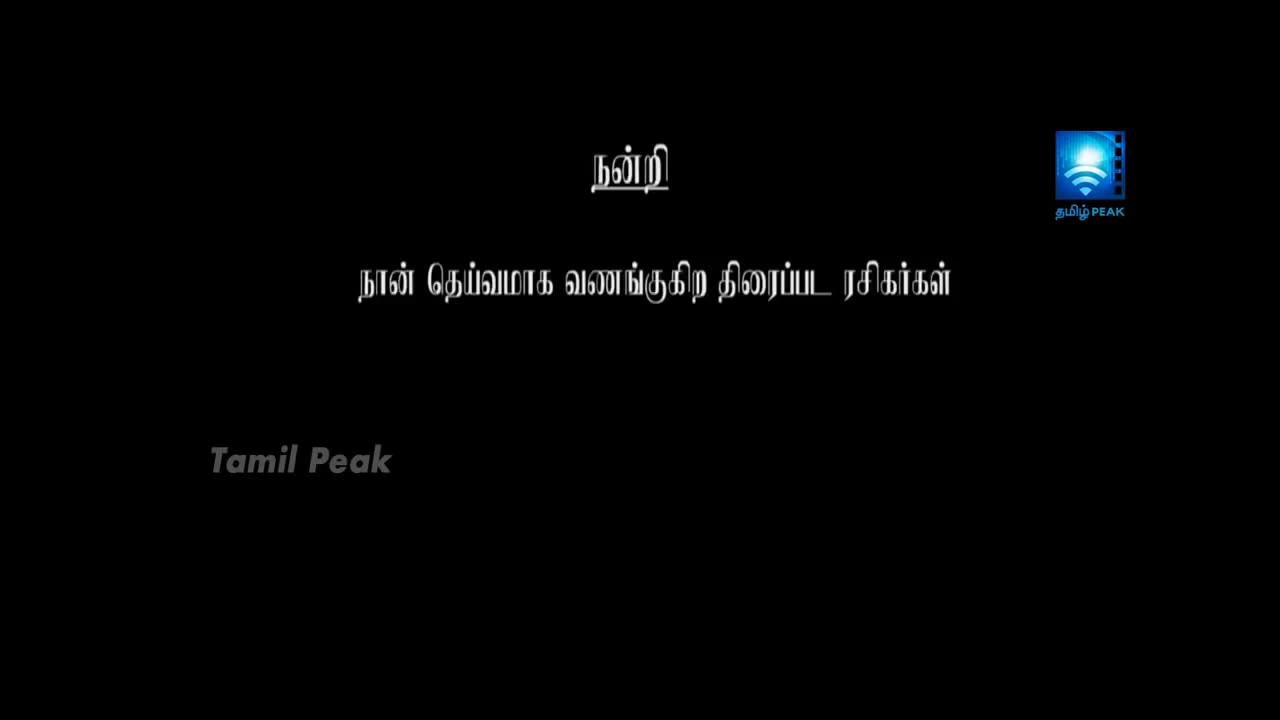 நன்றி
தமிழ் PEAK
நான் தெய்வமாக வணங்குகிற திரைப்பட ரசிகர்கள்
Tamil Peak